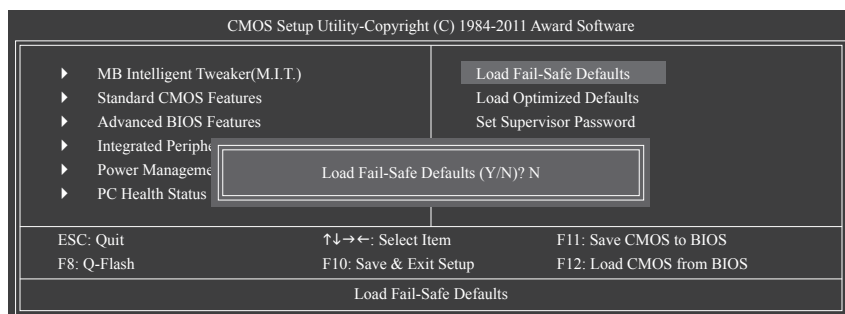 CMOS Setup Utility-Copyright (C) 1984-2011 Award Software
MB Intelligent Tweaker(M.I.T.)
Standard CMOS Features
Advanced BIOS Features
Integrated Periphe
Power Manageme
PC Health Status
Load Fail-Safe Defaults
Load Optimized Defaults
Set Supervisor Password
Load Fail-Safe Defaults (Y/N)? N
ESC: Quit ↑↓→←: Select Item F11: Save CMOS to BIOS
F8: Q-Flash F10: Save & Exit Setup F12: Load CMOS from BIOS
Load Fail-Safe Defaults